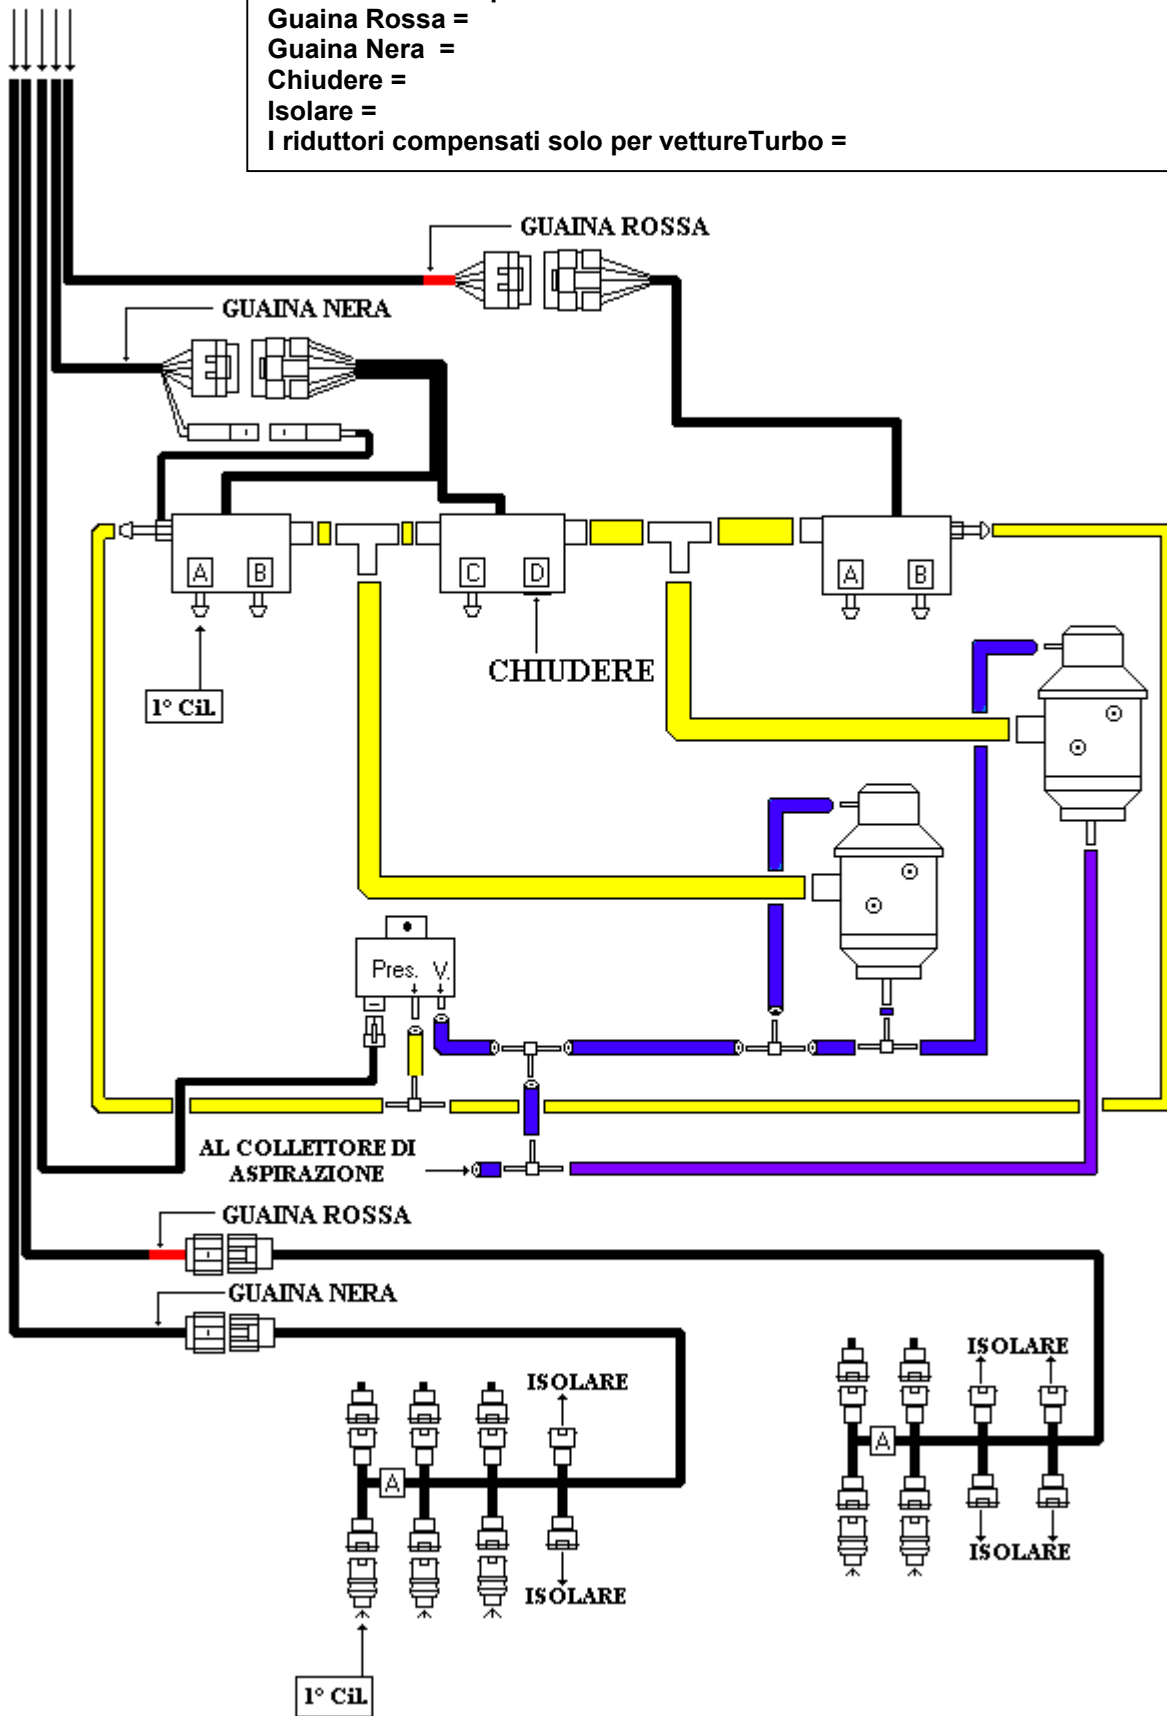 Guaina Rossa =
Guaina Nera =
Chiudere =
Isolare =
I riduttori compensati solo per vettureTurbo =
GUAINA ROSSA
GUAINA NERA
A
B
C
D
A
B
CHIUDERE
1° Cil.
Pres. V.
AL COLLETTORE DI
ASPIRAZIONE
GUAINA ROSSA
GUAINA NERA
ISOLARE
ISOLARE
A
A
ISOLARE
ISOLARE
1° Cil.